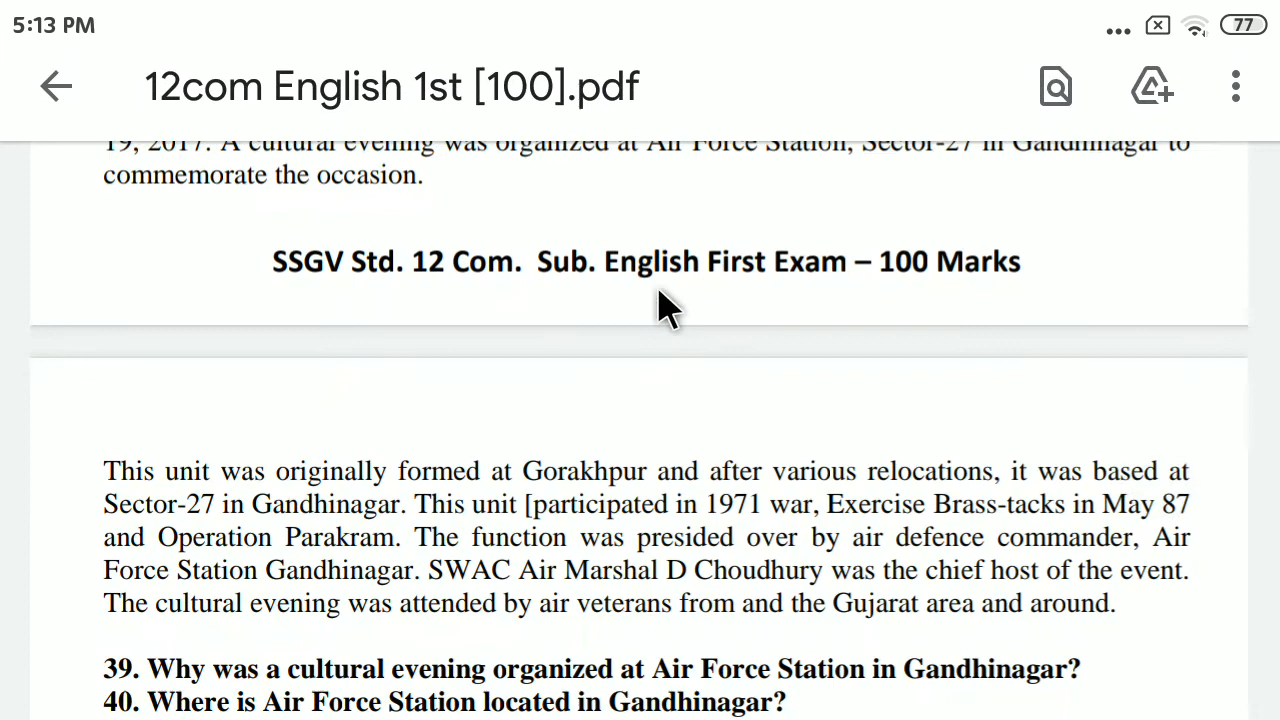 5:13 PM
77
12com English 1st [100].pdf
19, 2017. A cultural evening was organized at Air Force Station, Sector-27 in Gandhinagar to
commemorate the occasion.
SSGV Std. 12 Com. Sub. English First Exam – 100 Marks
This unit was originally formed at Gorakhpur and after various relocations, it was based at
Sector-27 in Gandhinagar. This unit [participated in 1971 war, Exercise Brass-tacks in May 87
and Operation Parakram. The function was presided over by air defence commander, Air
Force Station Gandhinagar. SWAC Air Marshal D Choudhury was the chief host of the event.
The cultural evening was attended by air veterans from and the Gujarat area and around.
39. Why was a cultural evening organized at Air Force Station in Gandhinagar?
40. Where is Air Force Station located in Gandhinagar?